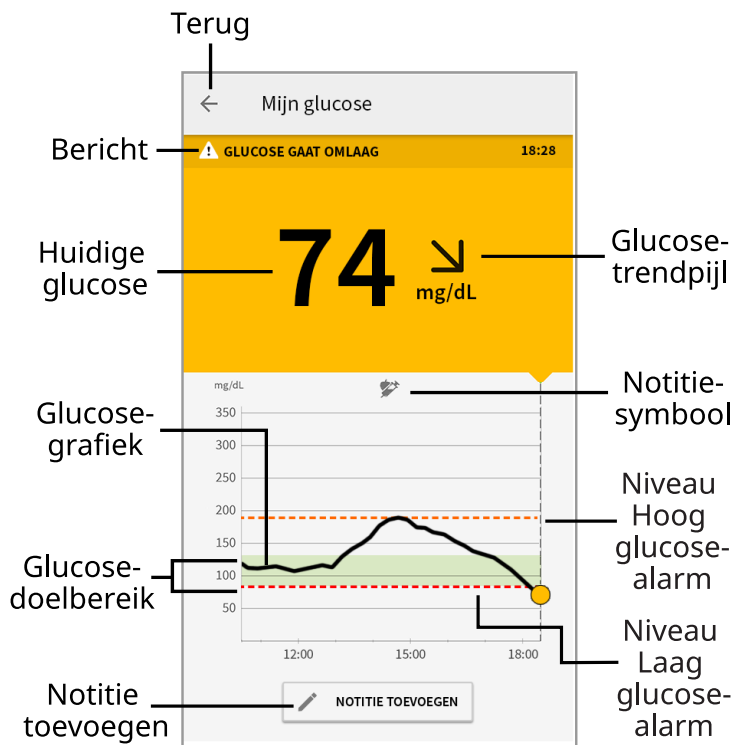 Terug
Mijn glucose
Bericht
GLUCOSE GAAT OMLAAG
18:28
Huidige
glucose
74
mg/dL
Glucose-
trendpijl
mg/dL
Notitie-
symbool
Glucose-
grafiek
350
300
250
200
150
100
50
Niveau
Hoog
glucose-
alarm
Glucose-
doelbereik
12:00
15:00
18:00
Niveau
Laag
glucose-
alarm
Notitie
toevoegen
NOTITIE TOEVOEGEN